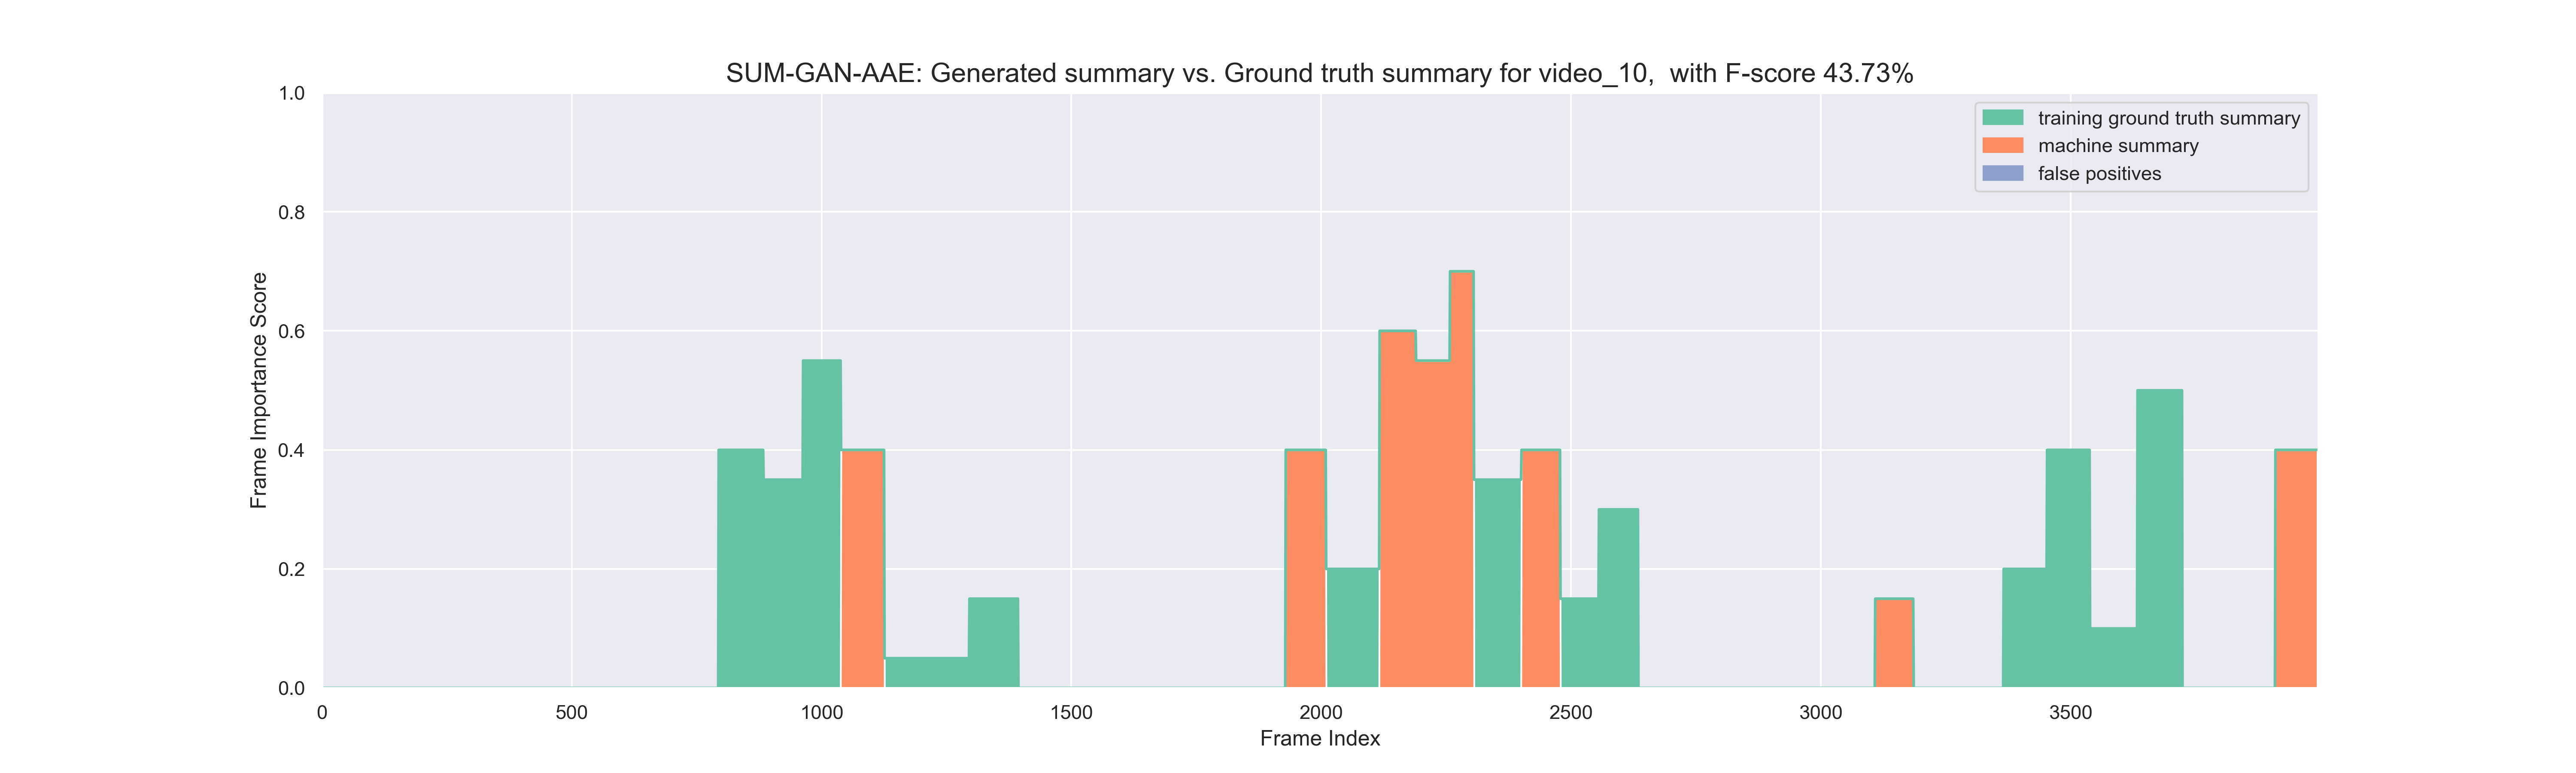 SUM-GAN-AAE: Generated summary vs. Ground truth summary for video_10,  with F-score 43.73%
training ground truth summary
machine summary
false positives
Frame Importance Score
1.0
0.8
0.6
0.4
0.2
0.0
0 500 1000 1500 2000 2500 3000 3500
Frame Index